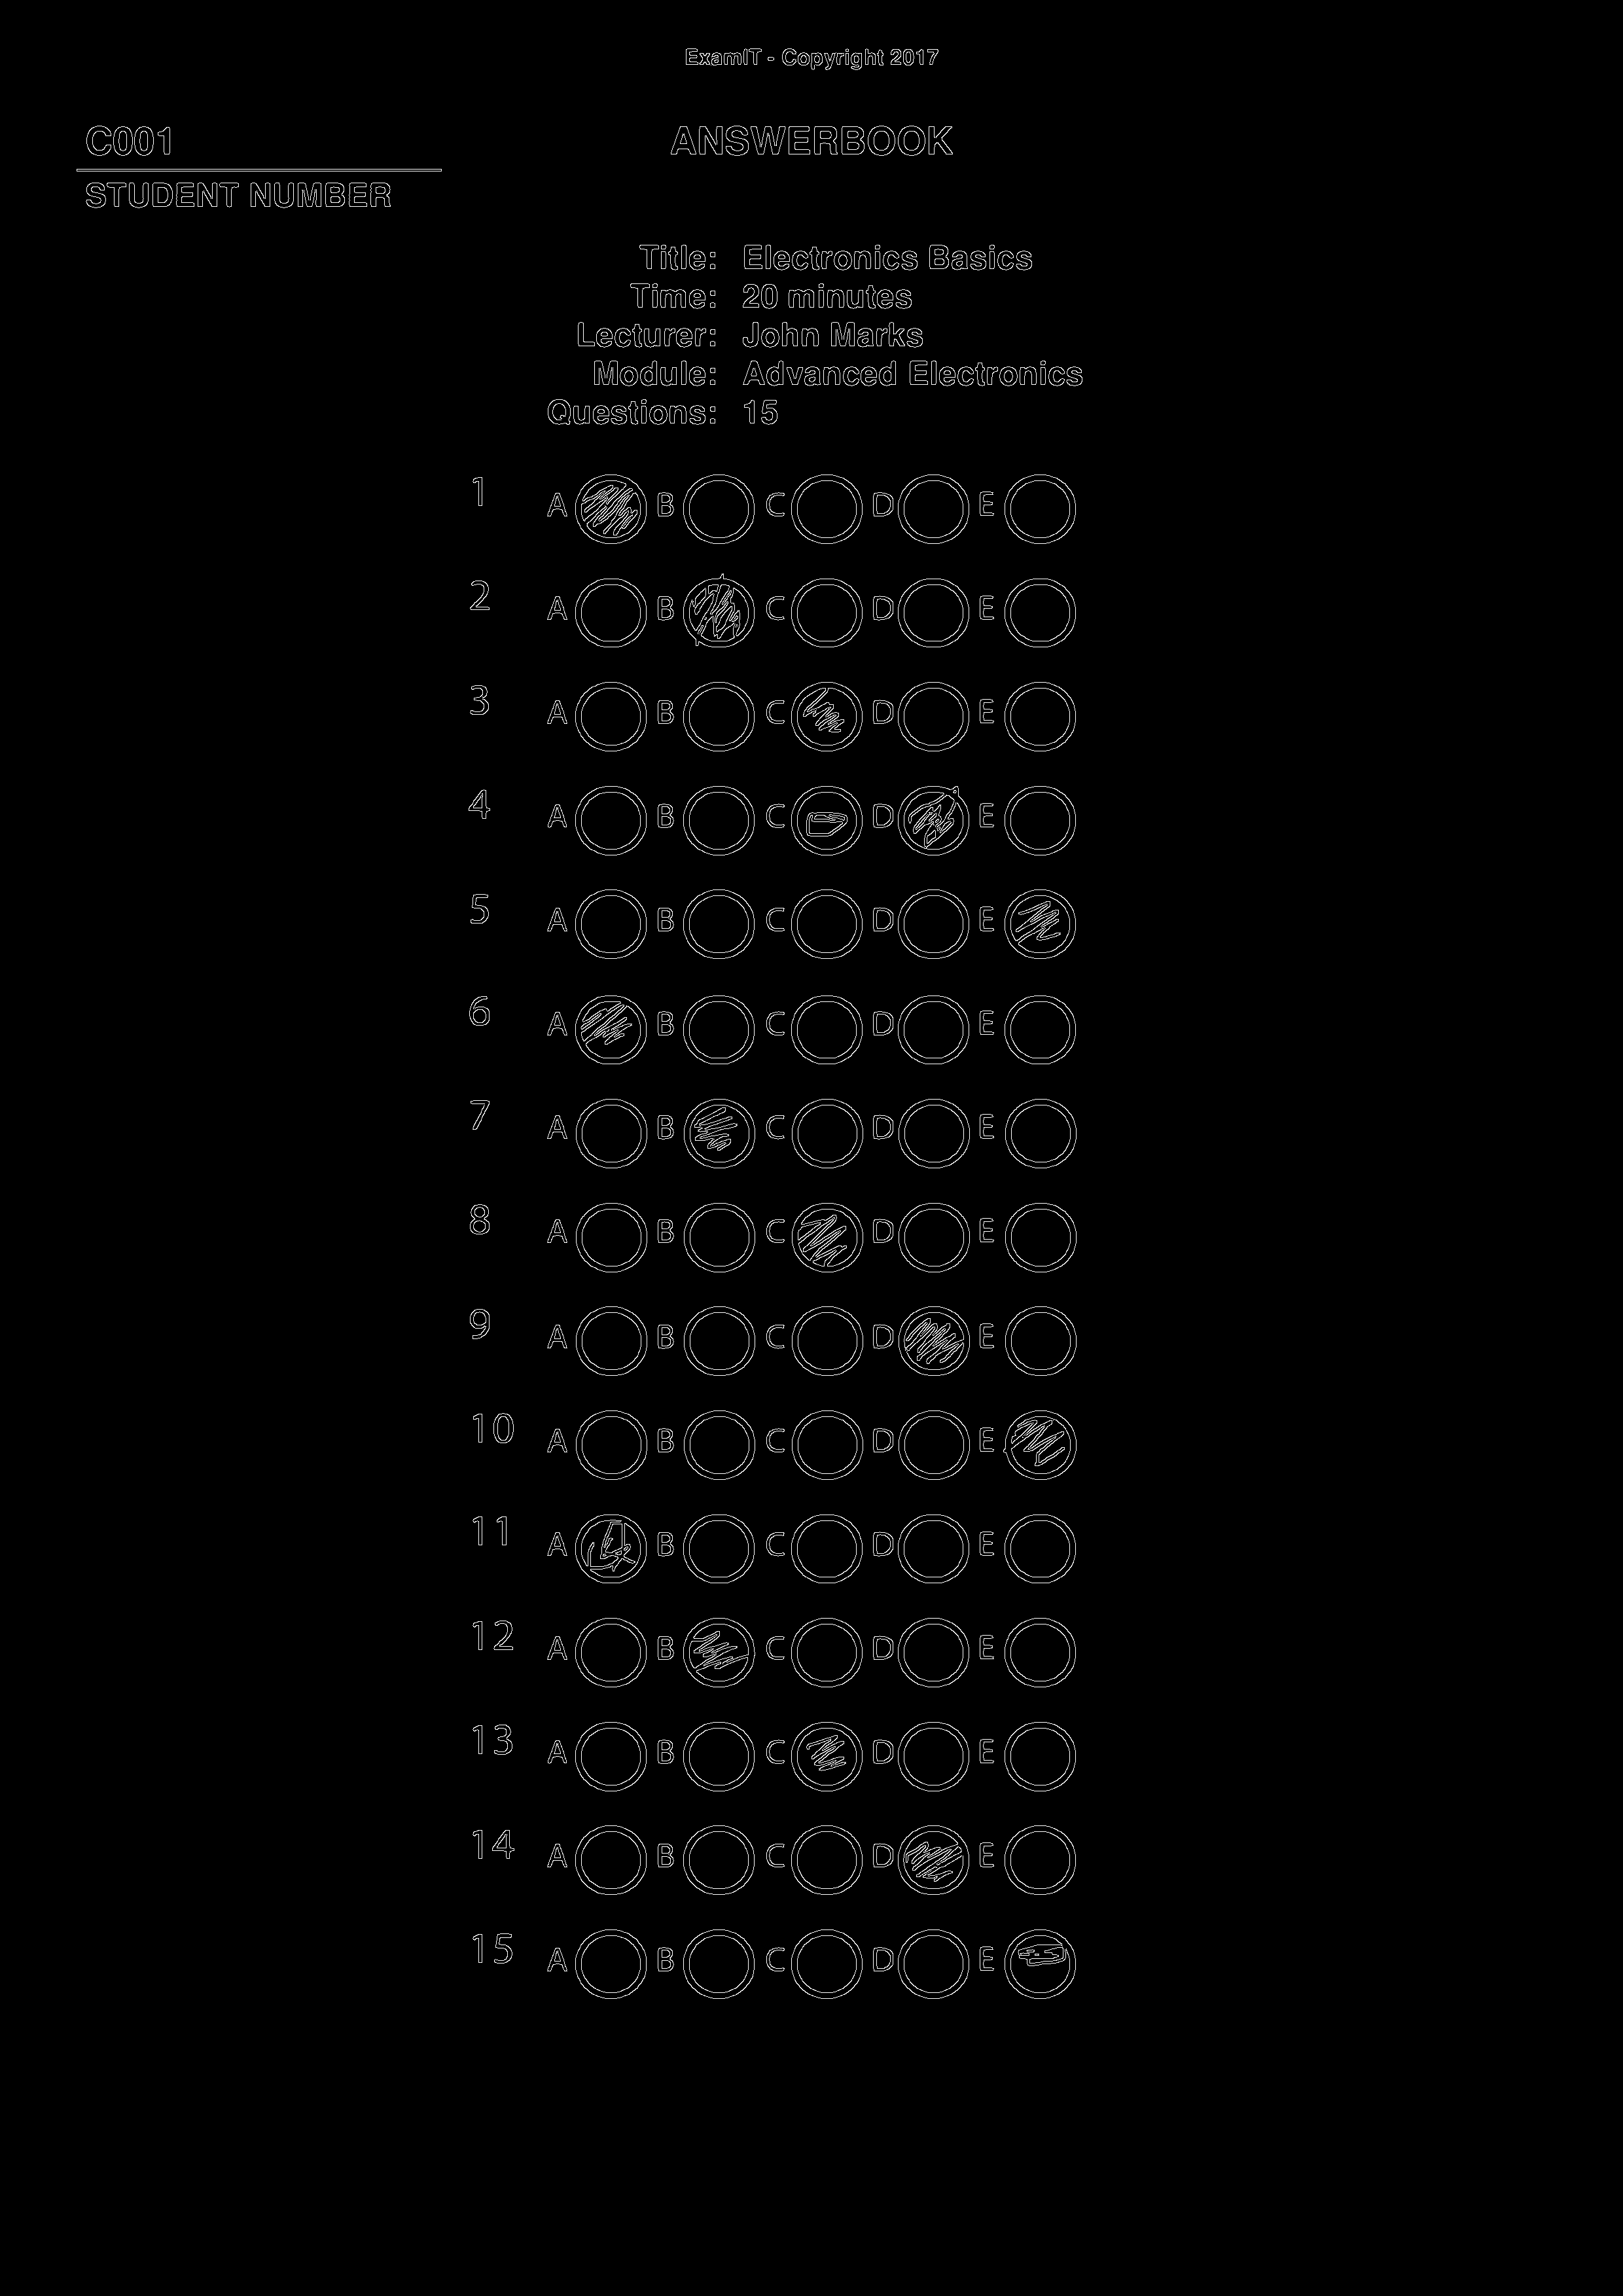 ExamIT - Copyright 2017
C001
ANSWERBOOK
STUDENT NUMBER
Title: Electronics Basics
Time: 20 minutes
Lecturer: John Marks
Module: Advanced Electronics
Questions: 15
1 A B C D E
2 A B C D E
3 A B C D E
4 A B C D E
5 A B C D E
6 A B C D E
7 A B C D E
8 A B C D E
9 A B C D E
10 A B C D E
11 A B C D E
12 A B C D E
13 A B C D E
14 A B C D E
15 A B C D E